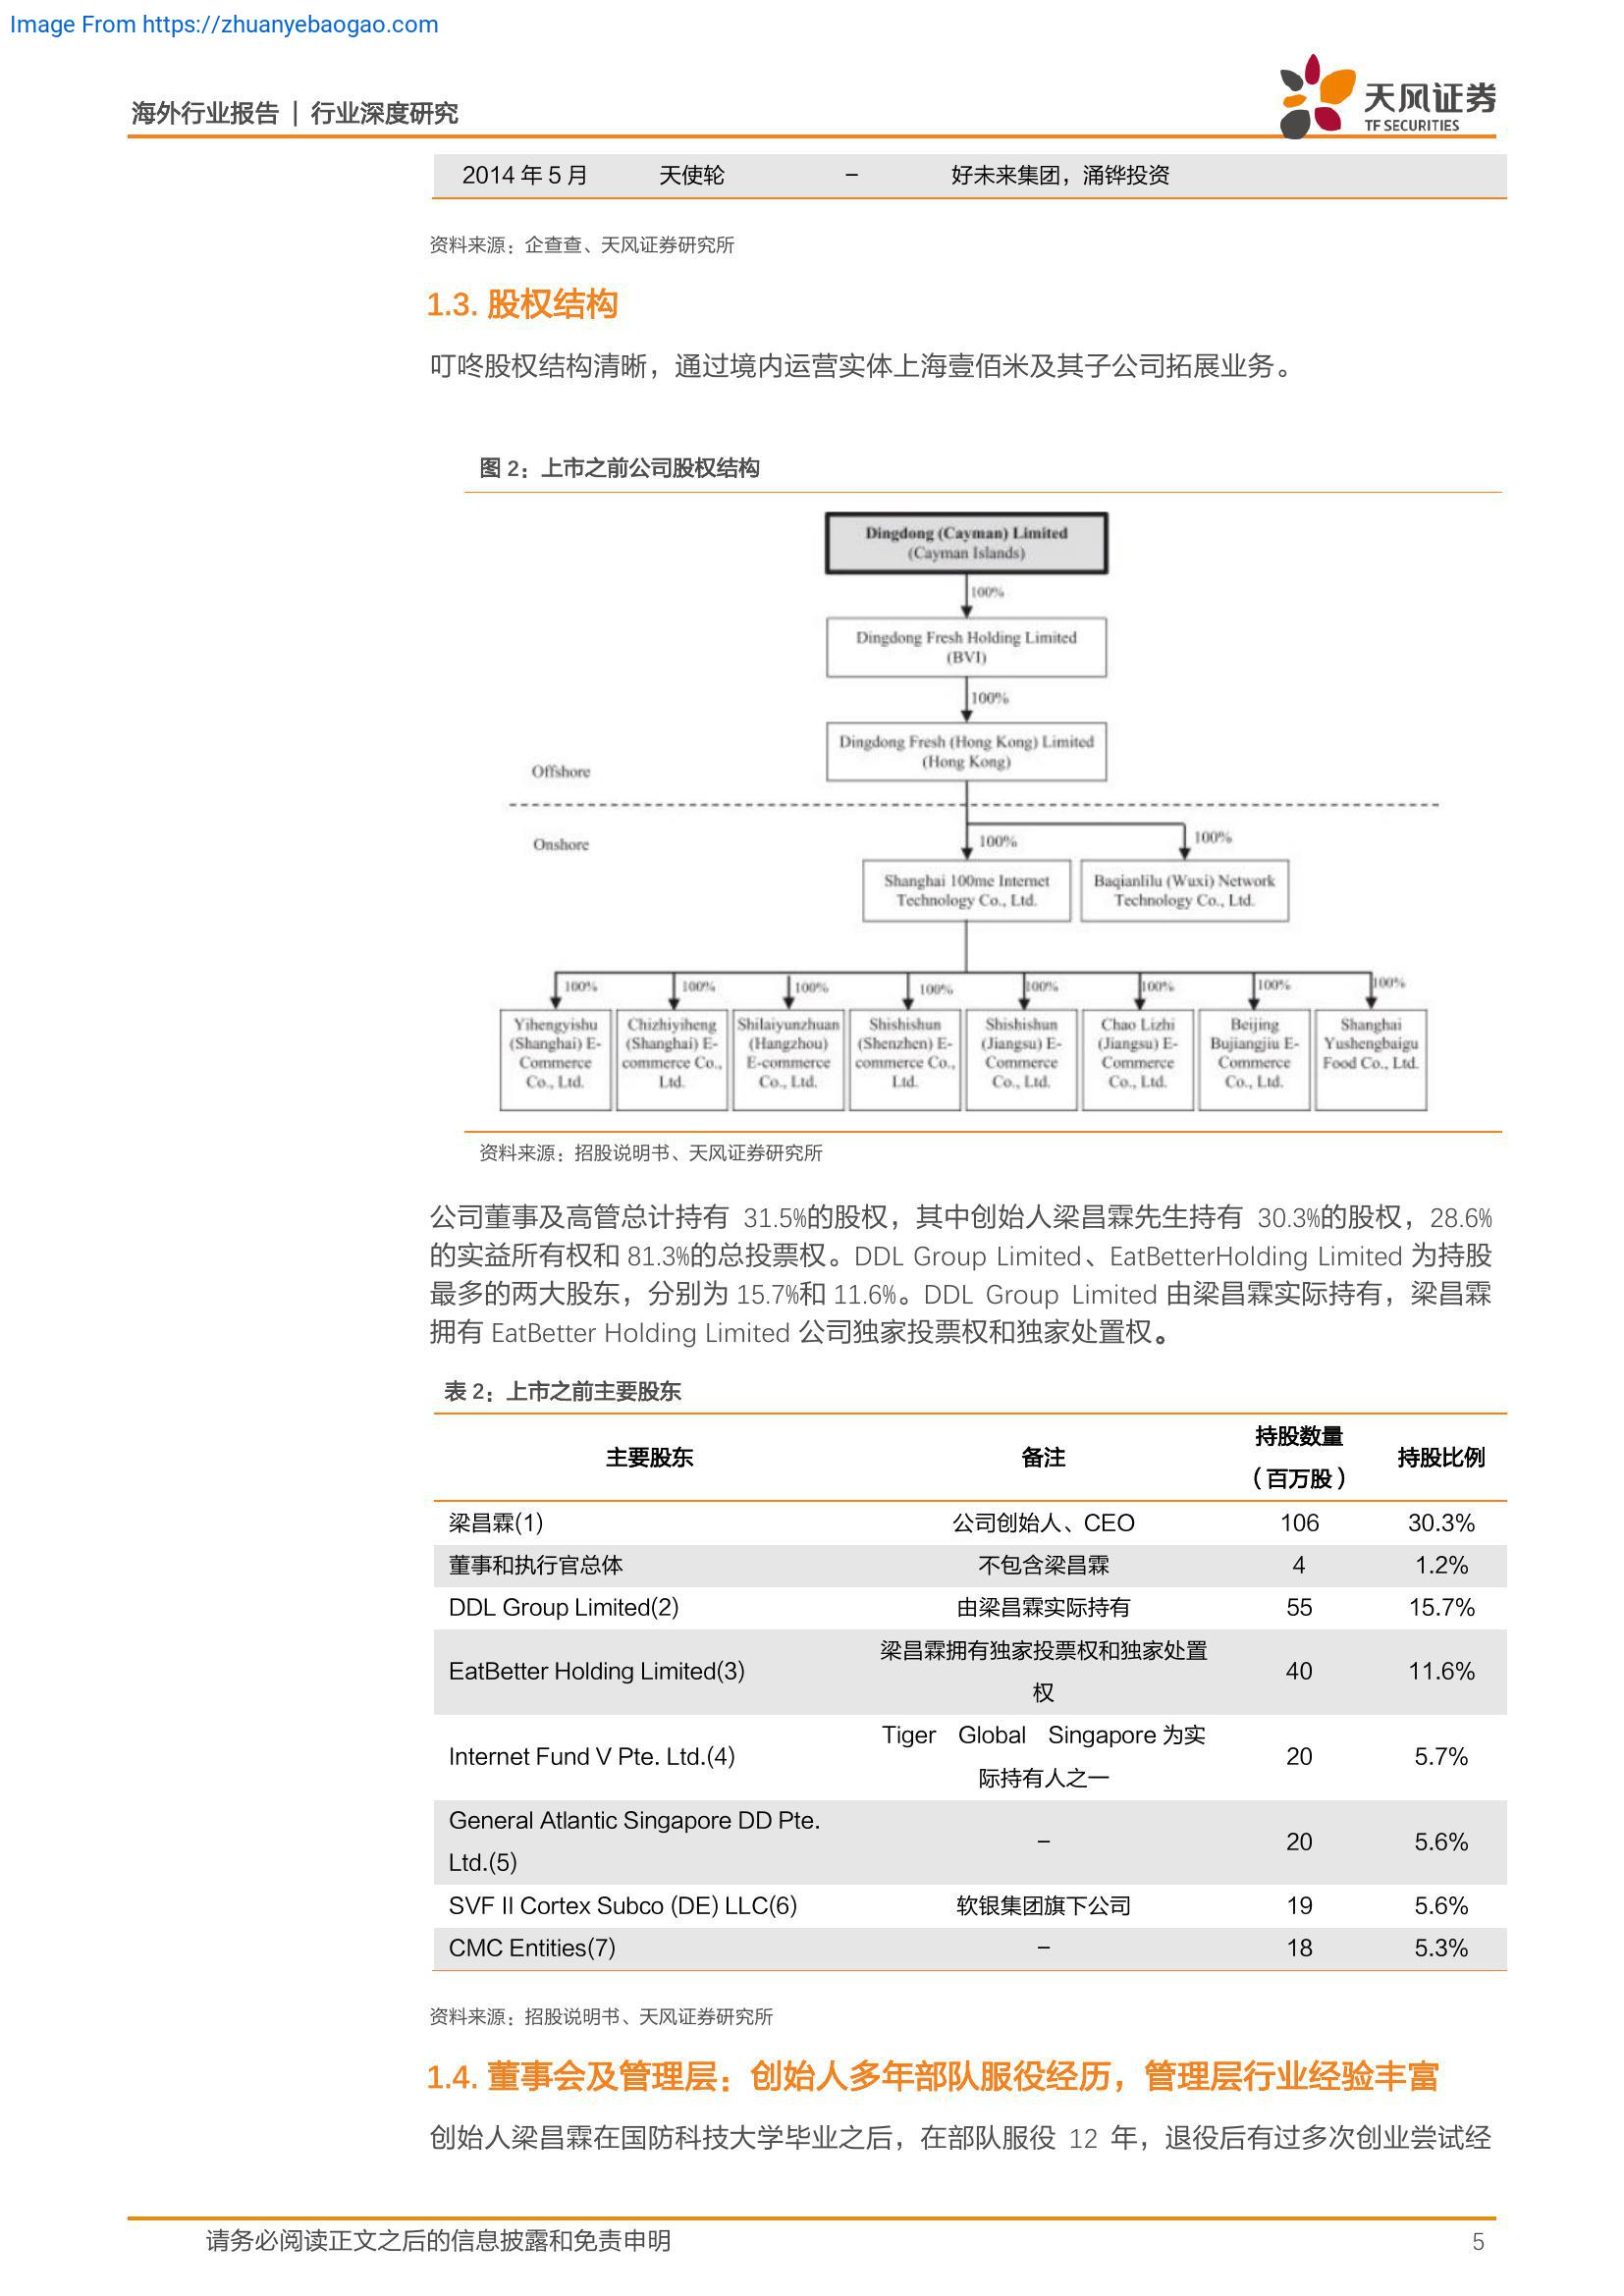 Image From https://zhuanyebaogao.com
海外行业报告 | 行业深度研究
天风证券
TF SECURITIES
2014 年 5 月 天使轮 – 好未来集团，涌铧投资
资料来源：企查查、天风证券研究所
1.3. 股权结构
叮咚股权结构清晰，通过境内运营实体上海壹佰米及其子公司拓展业务。
图 2：上市之前公司股权结构
Dingdong (Cayman) Limited
(Cayman Islands)
100%
Dingdong Fresh Holding Limited
(BVI)
100%
Dingdong Fresh (Hong Kong) Limited
(Hong Kong)
Offshore
Onshore
100% 100%
Shanghai 100me Internet
Technology Co., Ltd.
Baqianlilu (Wuxi) Network
Technology Co., Ltd.
100% 100% 100% 100% 100% 100% 100% 100%
Yihengyishu
(Shanghai) E-
Commerce
Co., Ltd.
Chizhiyiheng
(Shanghai) E-
commerce Co.,
Ltd.
Shilaiyunzhuan
(Hangzhou)
E-commerce
Co., Ltd.
Shishishun
(Shenzhen) E-
commerce Co.,
Ltd.
Shishishun
(Jiangsu) E-
Commerce
Co., Ltd.
Chao Lizhi
(Jiangsu) E-
Commerce
Co., Ltd.
Beijing
Bujiangjiu E-
Commerce
Co., Ltd.
Shanghai
Yushengbaigu
Food Co., Ltd.
资料来源：招股说明书、天风证券研究所
公司董事及高管总计持有 31.5%的股权，其中创始人梁昌霖先生持有 30.3%的股权，28.6%
的实益所有权和 81.3%的总投票权。DDL Group Limited、EatBetterHolding Limited 为持股
最多的两大股东，分别为 15.7%和 11.6%。DDL Group Limited 由梁昌霖实际持有，梁昌霖
拥有 EatBetter Holding Limited 公司独家投票权和独家处置权。
表 2：上市之前主要股东
主要股东 备注 持股数量（百万股） 持股比例
梁昌霖(1) 公司创始人、CEO 106 30.3%
董事和执行官总体 不包含梁昌霖 4 1.2%
DDL Group Limited(2) 由梁昌霖实际持有 55 15.7%
EatBetter Holding Limited(3) 梁昌霖拥有独家投票权和独家处置权 40 11.6%
Internet Fund V Pte. Ltd.(4) Tiger Global Singapore 为实际持有人之一 20 5.7%
General Atlantic Singapore DD Pte. Ltd.(5) – 20 5.6%
SVF II Cortex Subco (DE) LLC(6) 软银集团旗下公司 19 5.6%
CMC Entities(7) – 18 5.3%
资料来源：招股说明书、天风证券研究所
1.4. 董事会及管理层：创始人多年部队服役经历，管理层行业经验丰富
创始人梁昌霖在国防科技大学毕业之后，在部队服役 12 年，退役后有过多次创业尝试经
请务必阅读正文之后的信息披露和免责申明 5